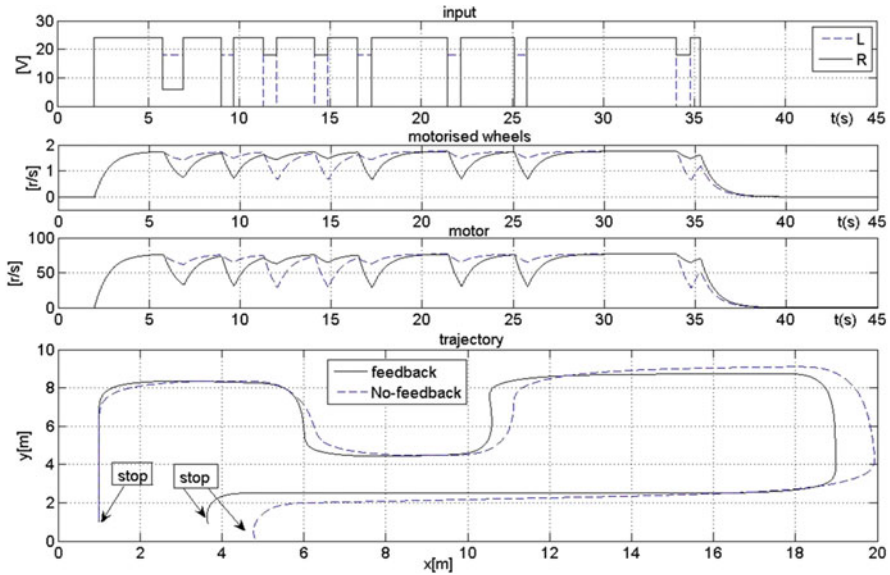 input
30
20
10
0
[V]
L
R
0 5 10 15 20 25 30 35 40 45
t(s)
motorised wheels
2
1
0
[r/s]
0 5 10 15 20 25 30 35 40 45
t(s)
motor
100
50
0
[r/s]
0 5 10 15 20 25 30 35 40 45
t(s)
trajectory
10
8
6
4
2
0
y[m]
feedback
No-feedback
stop
stop
0 2 4 6 8 10 12 14 16 18 20
x[m]